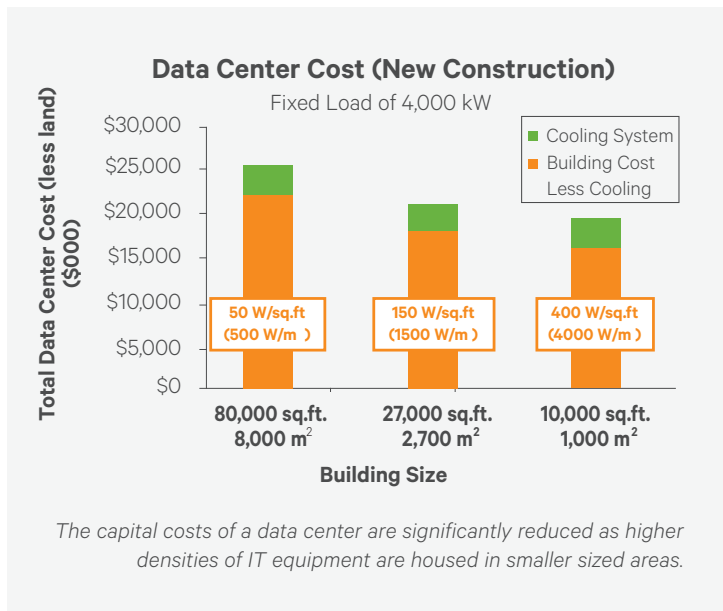 Data Center Cost (New Construction)
Fixed Load of 4,000 kW
Total Data Center Cost (less land)
($000)
$30,000
$25,000
$20,000
$15,000
$10,000
$5,000
$0
Cooling System
Building Cost
Less Cooling
50 W/sq.ft
(500 W/m )
150 W/sq.ft
(1500 W/m )
400 W/sq.ft
(4000 W/m )
80,000 sq.ft.
8,000 m²
27,000 sq.ft.
2,700 m²
10,000 sq.ft.
1,000 m²
Building Size
The capital costs of a data center are significantly reduced as higher
densities of IT equipment are housed in smaller sized areas.